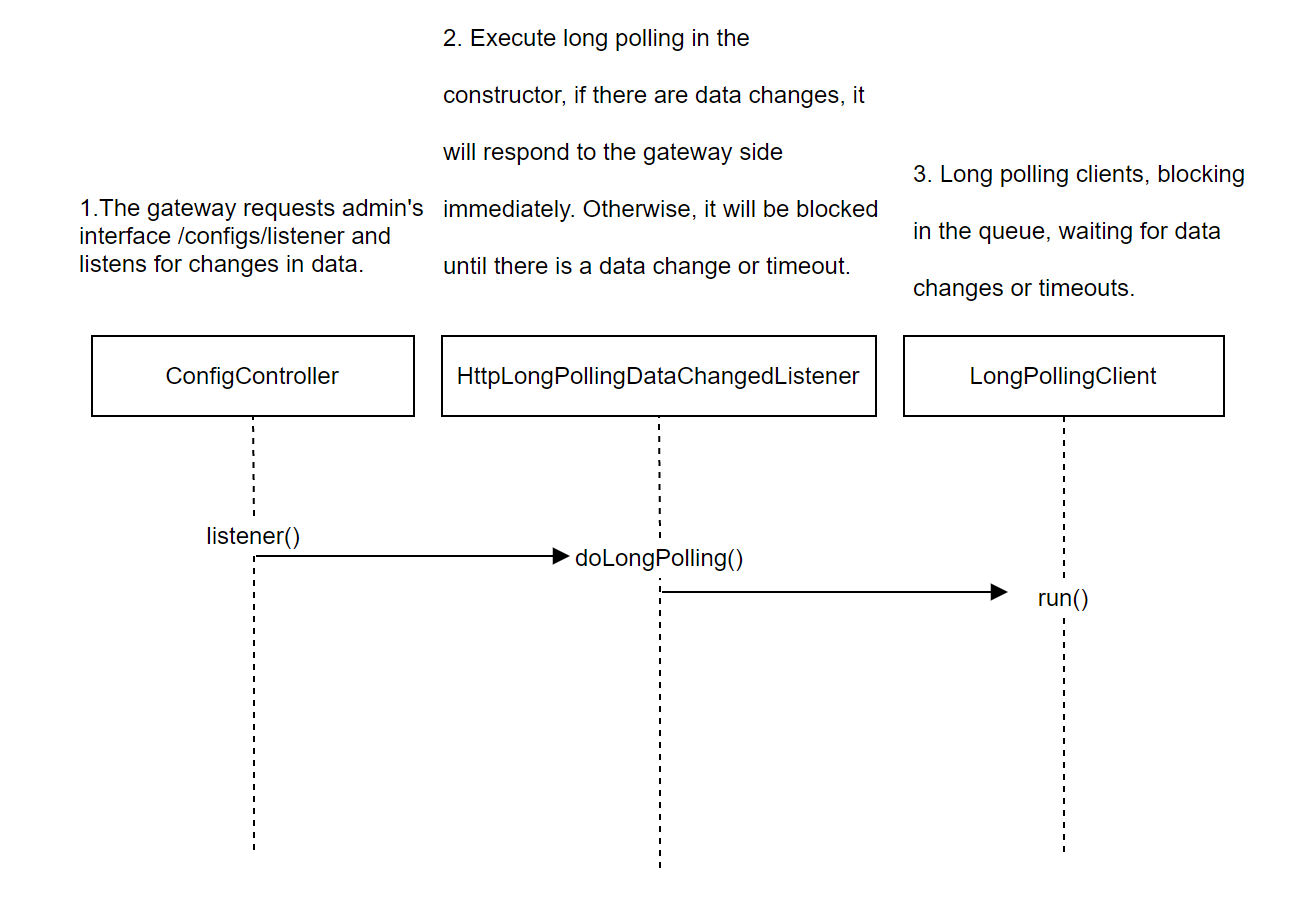 1.The gateway requests admin's
interface /configs/listener and
listens for changes in data.
2. Execute long polling in the
constructor, if there are data changes, it
will respond to the gateway side
immediately. Otherwise, it will be blocked
until there is a data change or timeout.
3. Long polling clients, blocking
in the queue, waiting for data
changes or timeouts.
ConfigController
HttpLongPollingDataChangedListener
LongPollingClient
listener()
doLongPolling()
run()